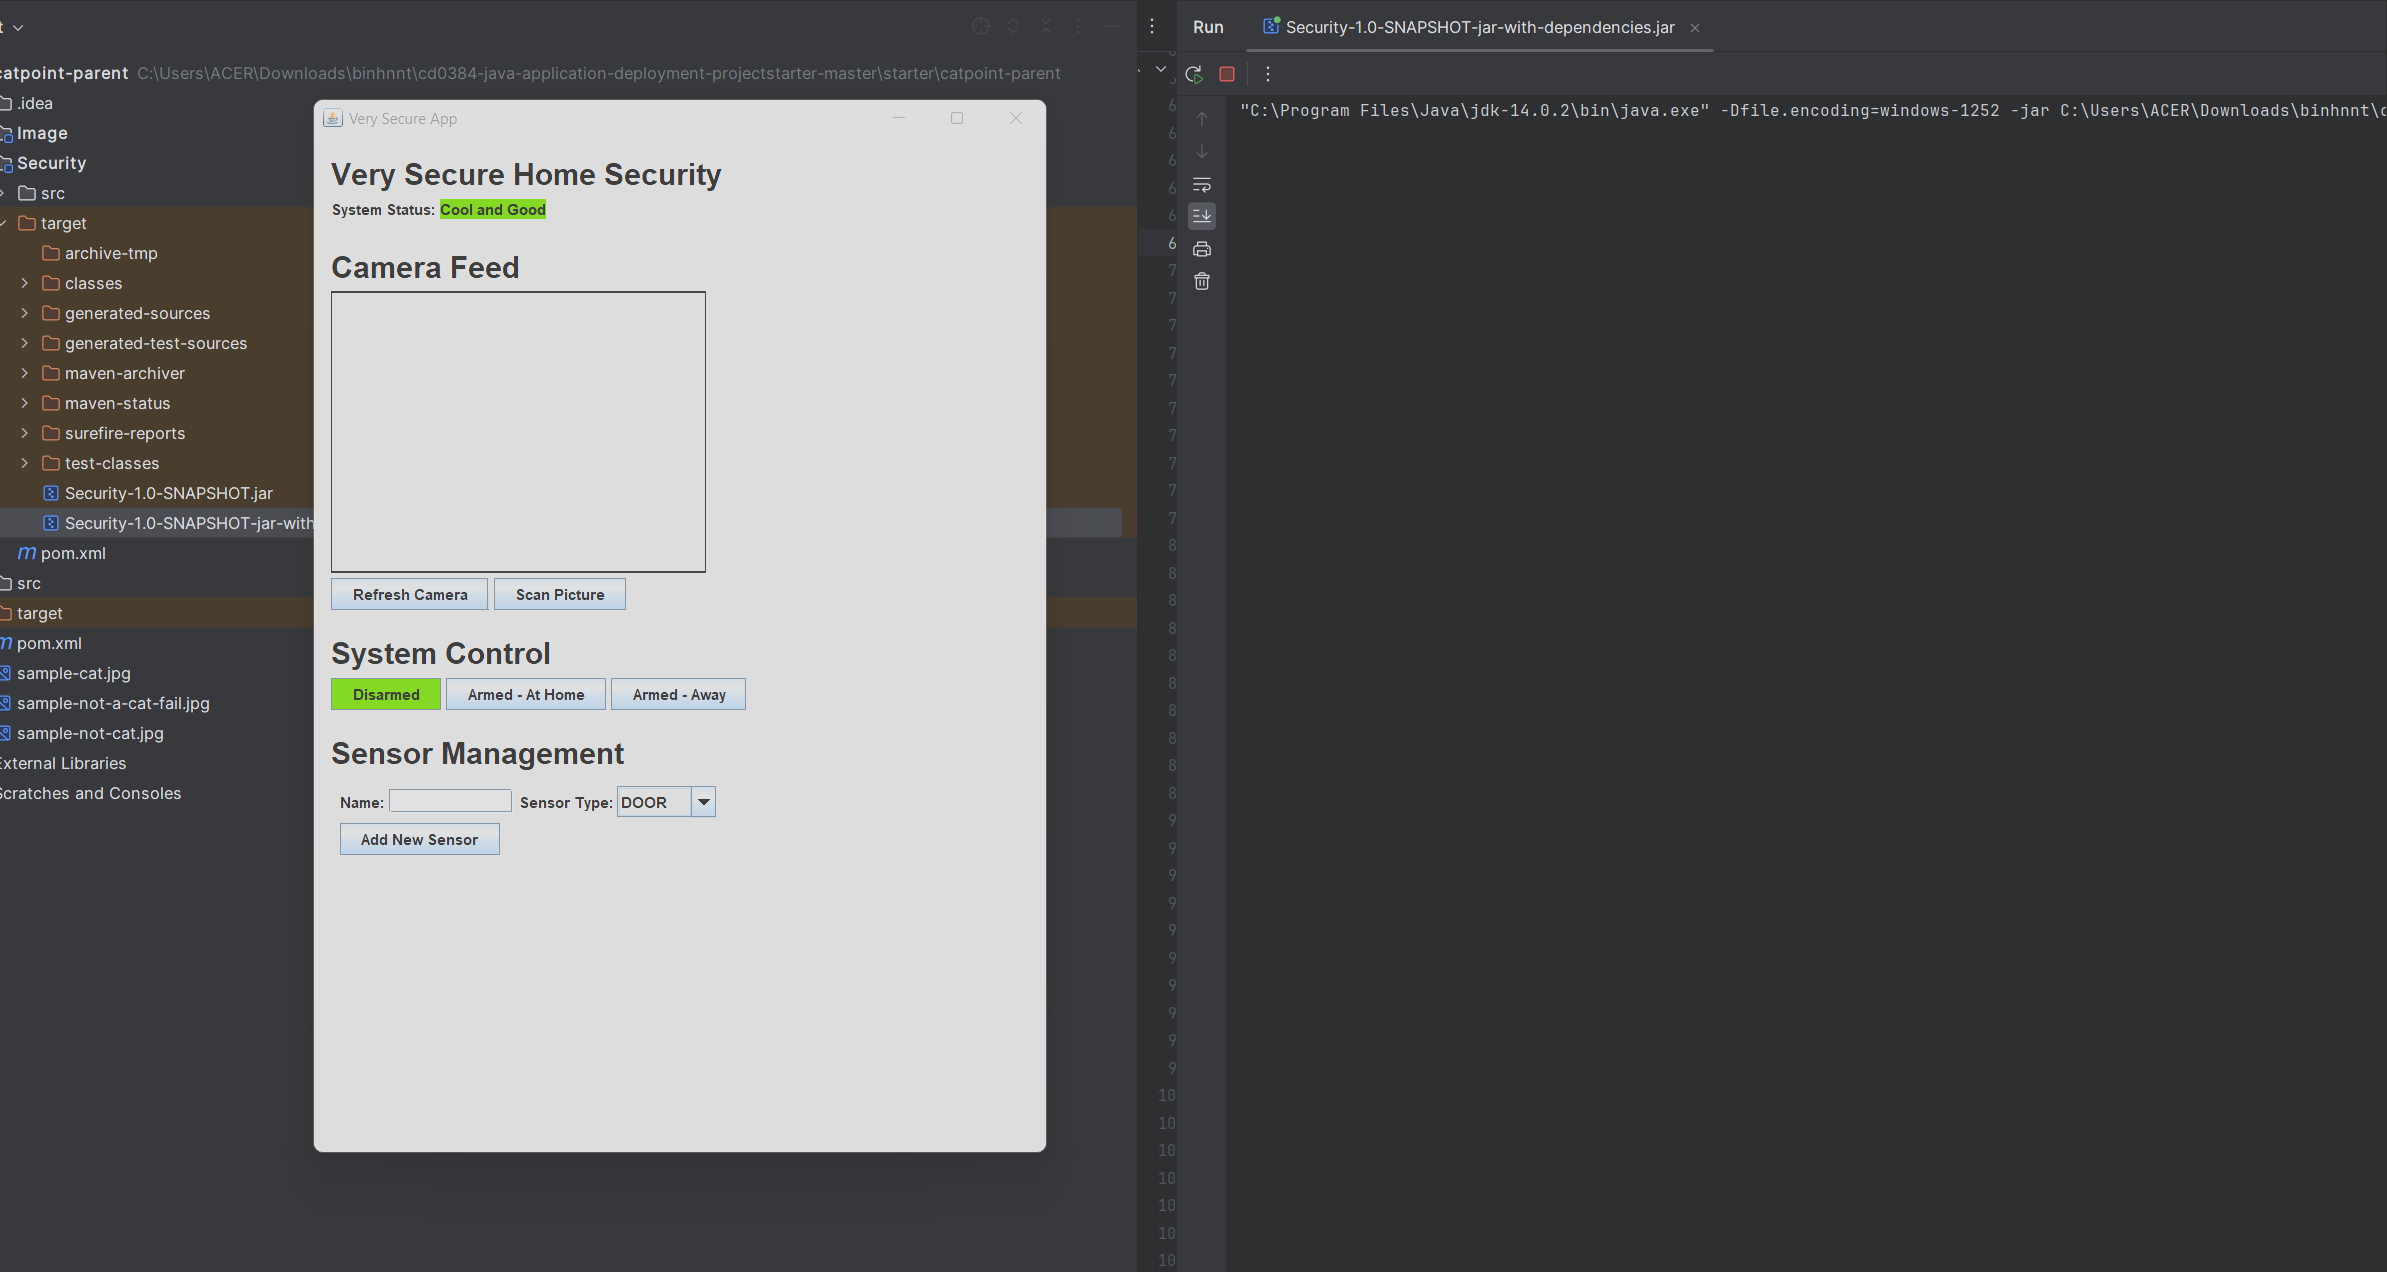 Run
Security-1.0-SNAPSHOT-jar-with-dependencies.jar
catpoint-parent C:\Users\ACER\Downloads\binhnnt\cd0384-java-application-deployment-projectstarter-master\starter\catpoint-parent
.idea
Image
Security
src
target
archive-tmp
classes
generated-sources
generated-test-sources
maven-archiver
maven-status
surefire-reports
test-classes
Security-1.0-SNAPSHOT.jar
Security-1.0-SNAPSHOT-jar-with
m pom.xml
src
target
m pom.xml
sample-cat.jpg
sample-not-a-cat-fail.jpg
sample-not-cat.jpg
External Libraries
Scratches and Consoles
Very Secure App
Very Secure Home Security
System Status: Cool and Good
Camera Feed
Refresh Camera Scan Picture
System Control
Disarmed Armed - At Home Armed - Away
Sensor Management
Name: Sensor Type: DOOR
Add New Sensor
"C:\Program Files\Java\jdk-14.0.2\bin\java.exe" -Dfile.encoding=windows-1252 -jar C:\Users\ACER\Downloads\binhnnt\c